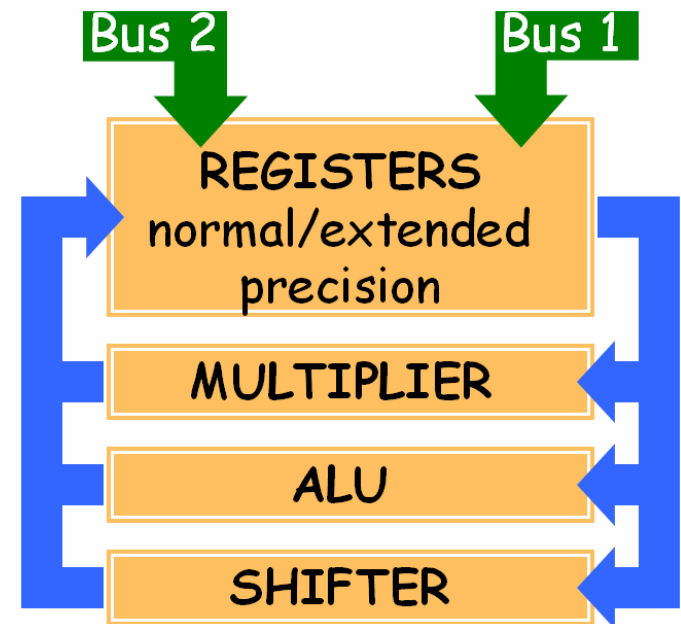 Bus 2
Bus 1
REGISTERS
normal/extended
precision
MULTIPLIER
ALU
SHIFTER